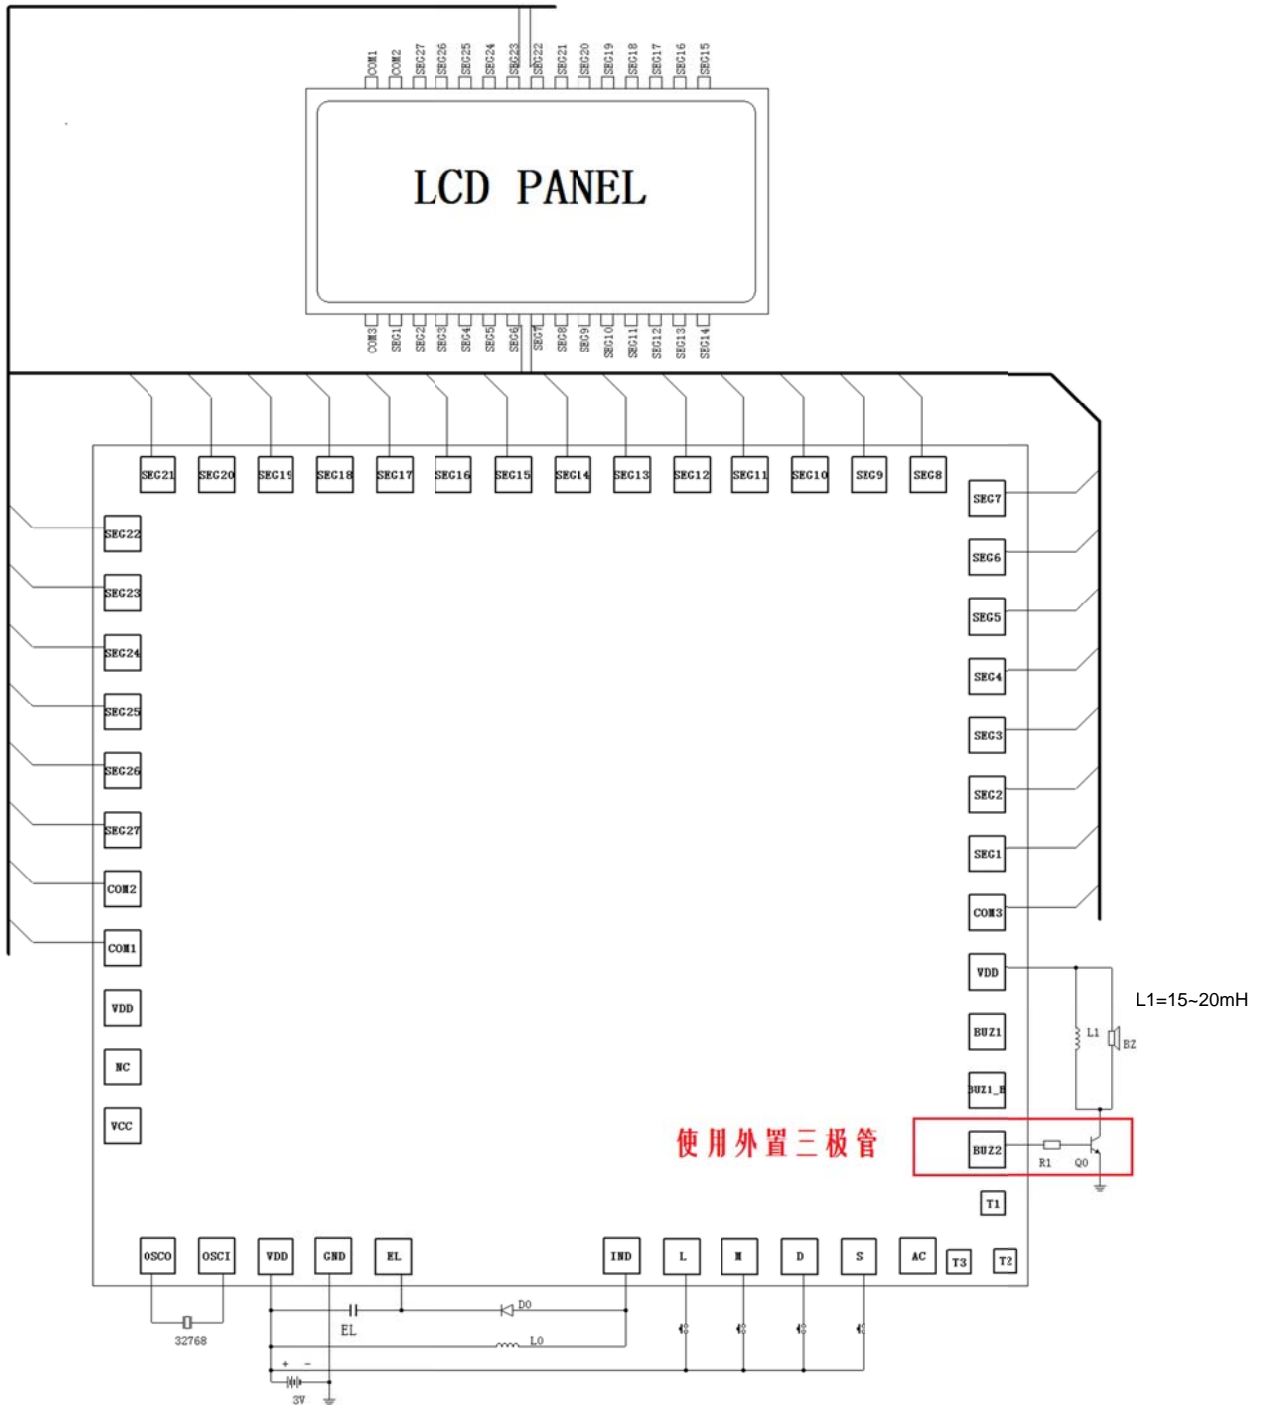 COM1 COM2 SEG27 SEG26 SEG25 SEG24 SEG23 SEG22 SEG21 SEG20 SEG19 SEG18 SEG17 SEG16 SEG15
LCD PANEL
COM3 SEG1 SEG2 SEG3 SEG4 SEG5 SEG6 SEG7 SEG8 SEG9 SEG10 SEG11 SEG12 SEG13 SEG14
SEG21 SEG20 SEG19 SEG18 SEG17 SEG16 SEG15 SEG14 SEG13 SEG12 SEG11 SEG10 SEG9 SEG8
SEG7
SEG22
SEG6
SEG23
SEG5
SEG24
SEG4
SEG25
SEG3
SEG26
SEG2
SEG27
SEG1
COM2
COM3
COM1
VDD
L1=15~20mH
VDD
BUZ1
L1
BZ
NC
BUZ1_H
VCC
使用外置三极管
BUZ2
R1
Q0
T1
OSCO OSCI VDD GND EL IND L M D S AC T3 T2
D0
EL
32768
L0
+ -
3V